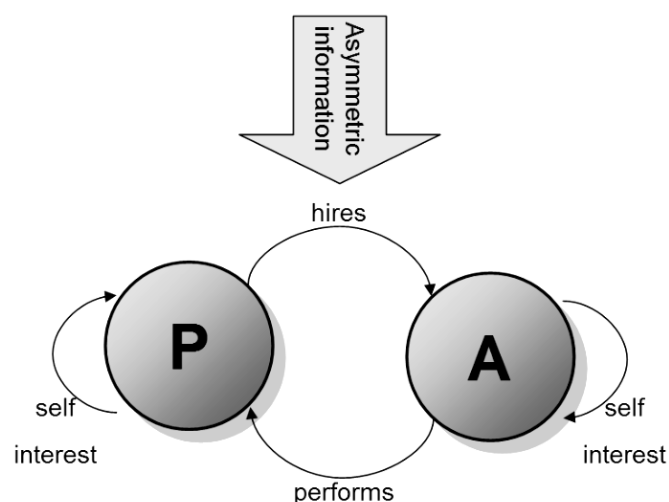 Asymmetric
information
hires
P
A
self
interest
self
interest
performs